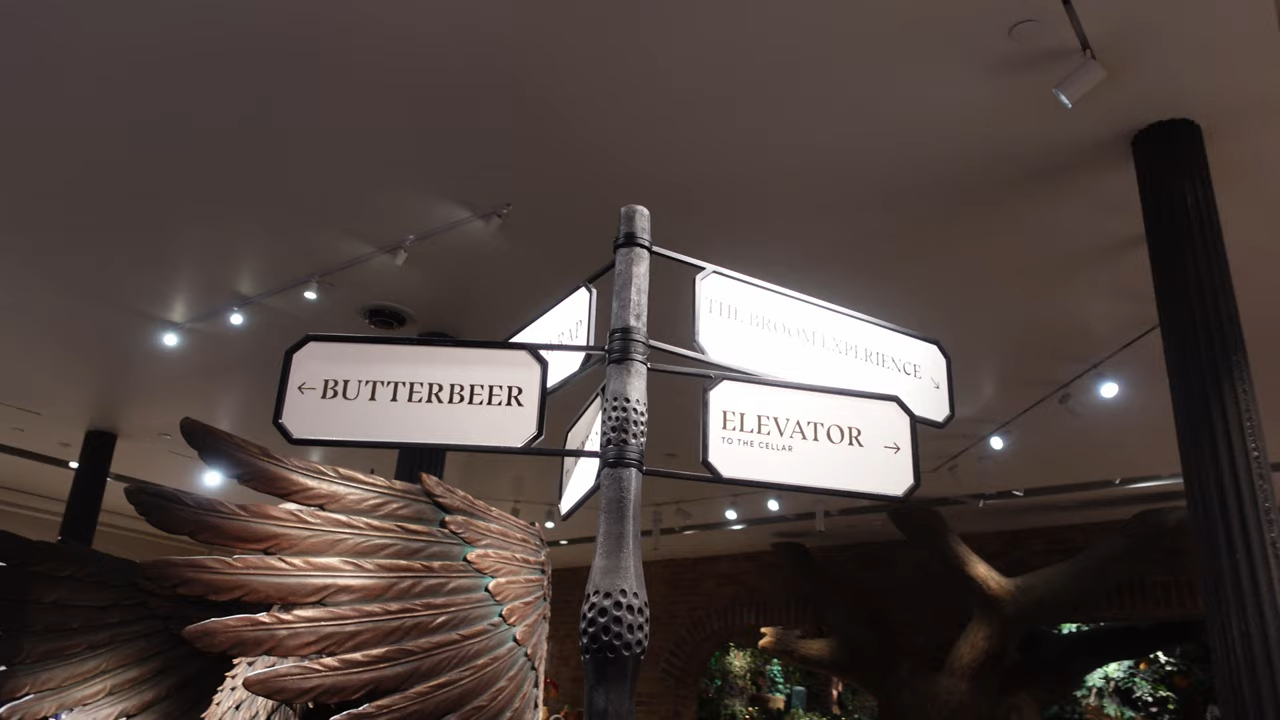 ← BUTTERBEER
THE BROOM EXPERIENCE ↘
ELEVATOR →
TO THE CELLAR